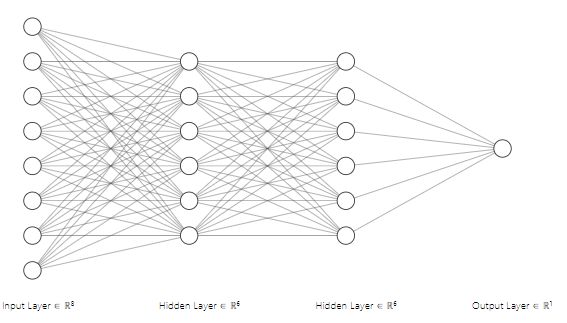 Input Layer ∈ ℝ⁸
Hidden Layer ∈ ℝ⁶
Hidden Layer ∈ ℝ⁶
Output Layer ∈ ℝ¹